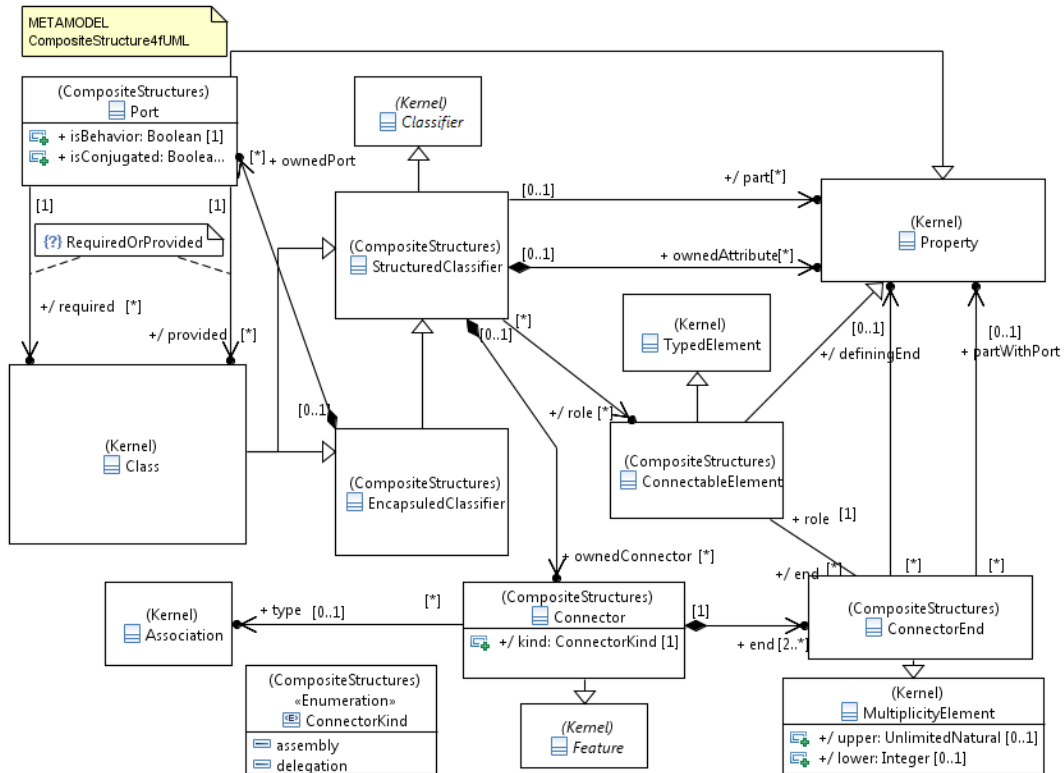 METAMODEL
CompositeStructure4fUML
(CompositeStructures)
Port
+ isBehavior: Boolean [1]
+ isConjugated: Boolea...
(Kernel)
Classifier
[*]
+ ownedPort
[1]
[1]
{?} RequiredOrProvided
+/ required [*]
+/ provided [*]
(CompositeStructures)
StructuredClassifier
[0..1]
+/ part[*]
[0..1]
+ ownedAttribute[*]
(Kernel)
Property
[0..1]
[*]
+/ role [*]
(Kernel)
TypedElement
[0..1]
+/ definingEnd
[0..1]
+ partWithPort
(Kernel)
Class
[0..1]
(CompositeStructures)
EncapsuledClassifier
(CompositeStructures)
ConnectableElement
+ role [1]
+/ end [*]
[*]
[*]
+ ownedConnector [*]
(Kernel)
Association
+ type [0..1]
[*]
(CompositeStructures)
Connector
+/ kind: ConnectorKind [1]
[1]
+ end [2..*]
(CompositeStructures)
ConnectorEnd
(CompositeStructures)
«Enumeration»
<E> ConnectorKind
assembly
delegation
(Kernel)
Feature
(Kernel)
MultiplicityElement
+/ upper: UnlimitedNatural [0..1]
+/ lower: Integer [0..1]